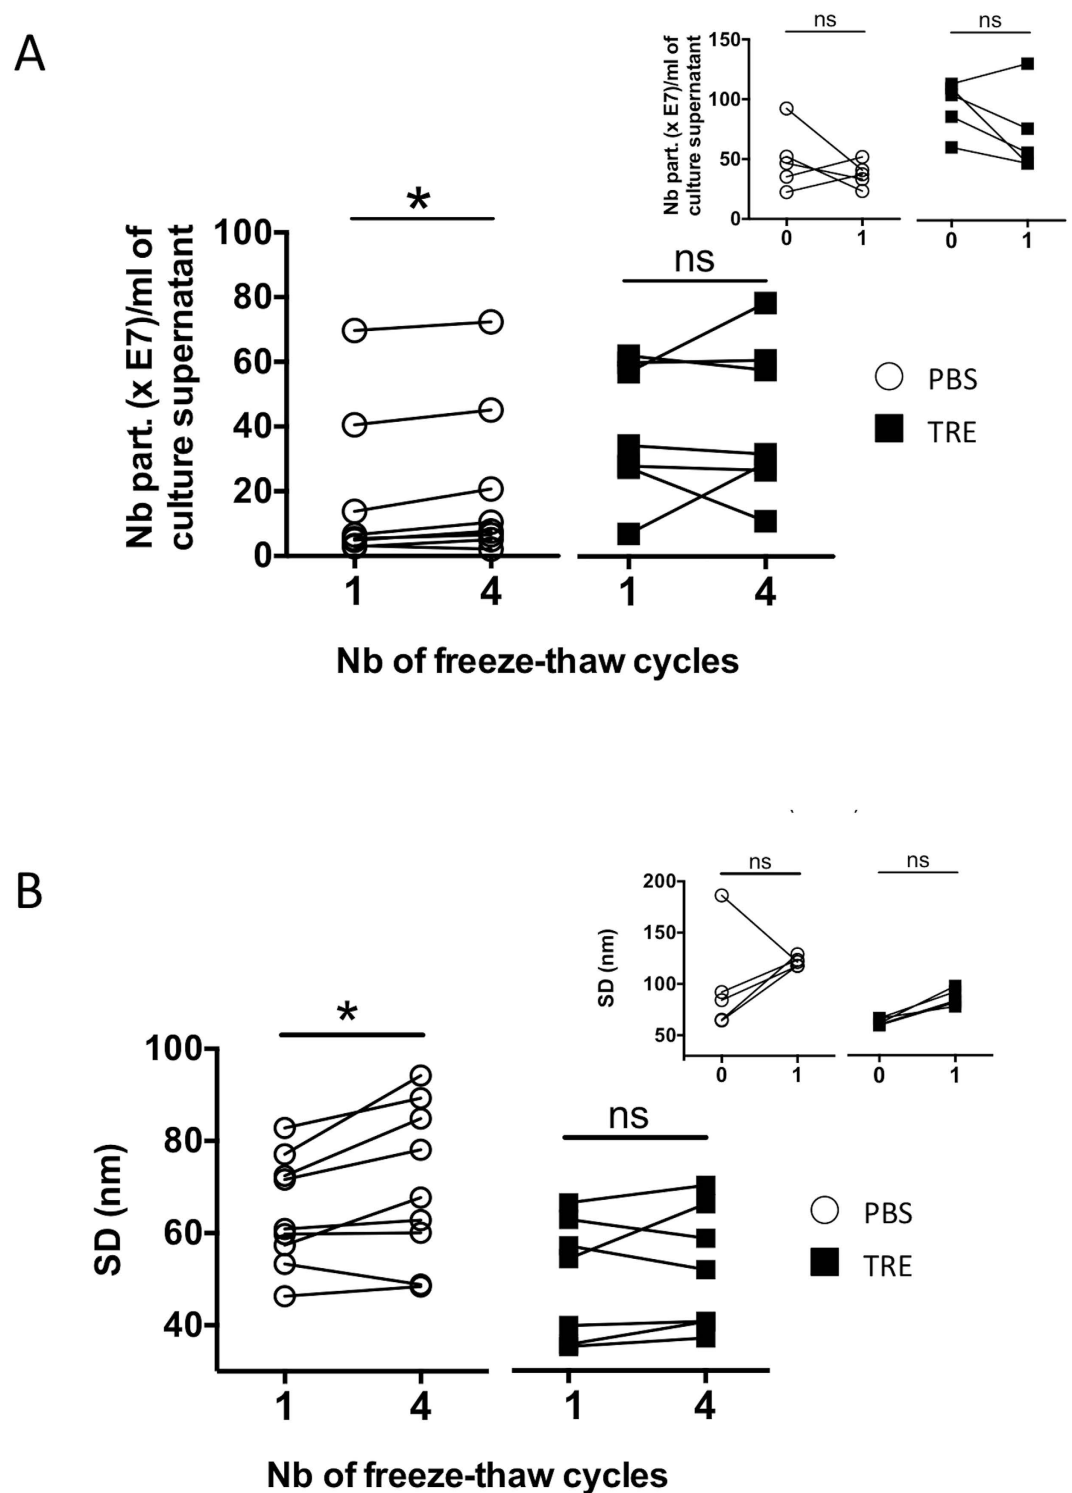 A
Nb part. (x E7)/ml of
culture supernatant
150
100
50
0
ns
ns
0
1
0
1
Nb part. (x E7)/ml of
culture supernatant
100
80
60
40
20
0
*
ns
1
4
1
4
PBS
TRE
Nb of freeze-thaw cycles
B
SD (nm)
200
150
100
50
ns
ns
0
1
0
1
SD (nm)
100
80
60
40
*
ns
1
4
1
4
PBS
TRE
Nb of freeze-thaw cycles